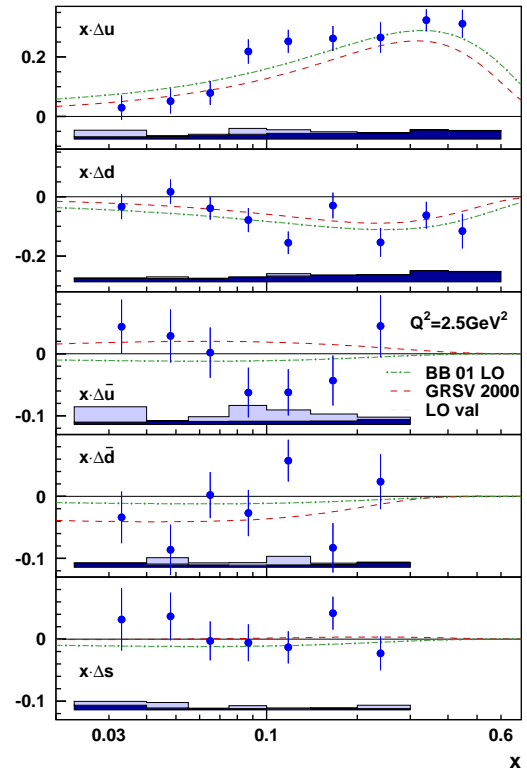 x·Δu
0.2
0
x·Δd
0
-0.2
Q²=2.5GeV²
0
BB 01 LO
GRSV 2000
LO val
x·Δū
-0.1
x·Δd̄
0
-0.1
0
x·Δs
-0.1
0.03 0.1 0.6
x